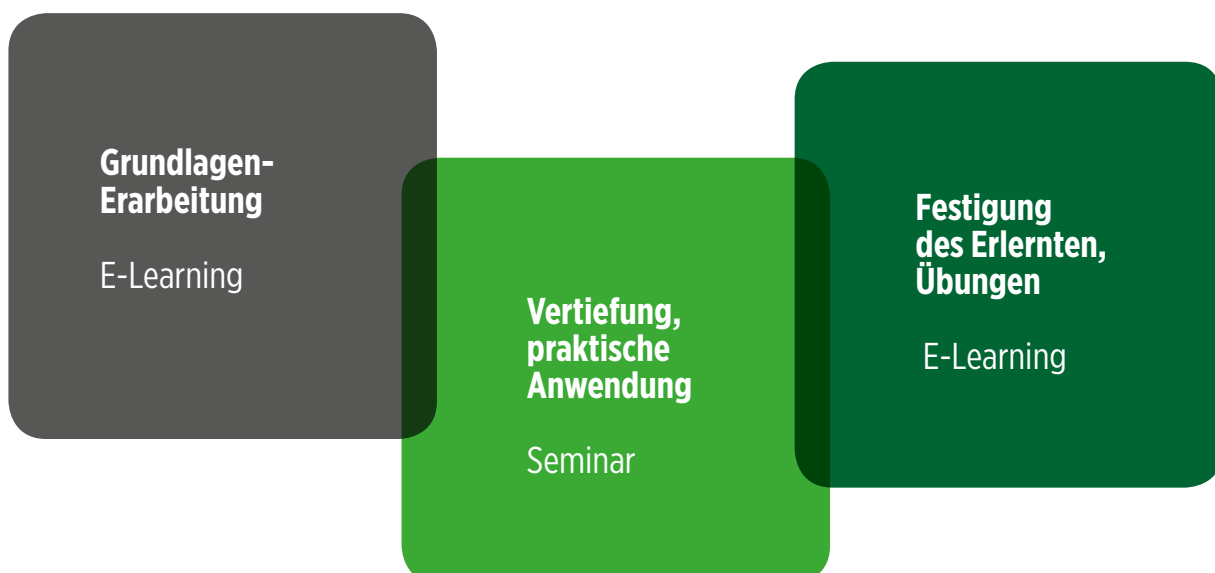 Grundlagen-
Erarbeitung
E-Learning
Vertiefung,
praktische
Anwendung
Seminar
Festigung
des Erlernten,
Übungen
E-Learning